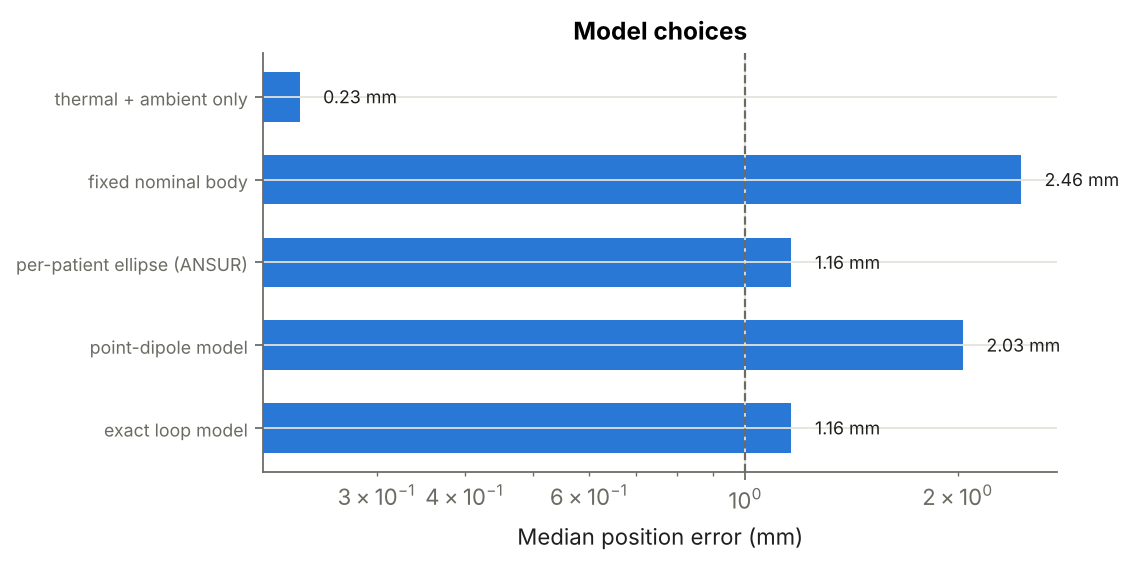 Model choices
thermal + ambient only
0.23 mm
fixed nominal body
2.46 mm
per-patient ellipse (ANSUR)
1.16 mm
point-dipole model
2.03 mm
exact loop model
1.16 mm
3 × 10⁻¹ 4 × 10⁻¹ 6 × 10⁻¹ 10⁰ 2 × 10⁰
Median position error (mm)